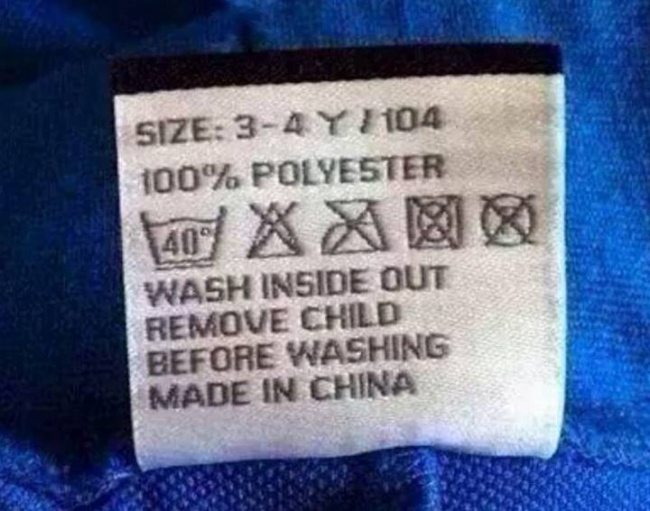 SIZE: 3-4 Y / 104
100% POLYESTER
40°
WASH INSIDE OUT
REMOVE CHILD
BEFORE WASHING
MADE IN CHINA